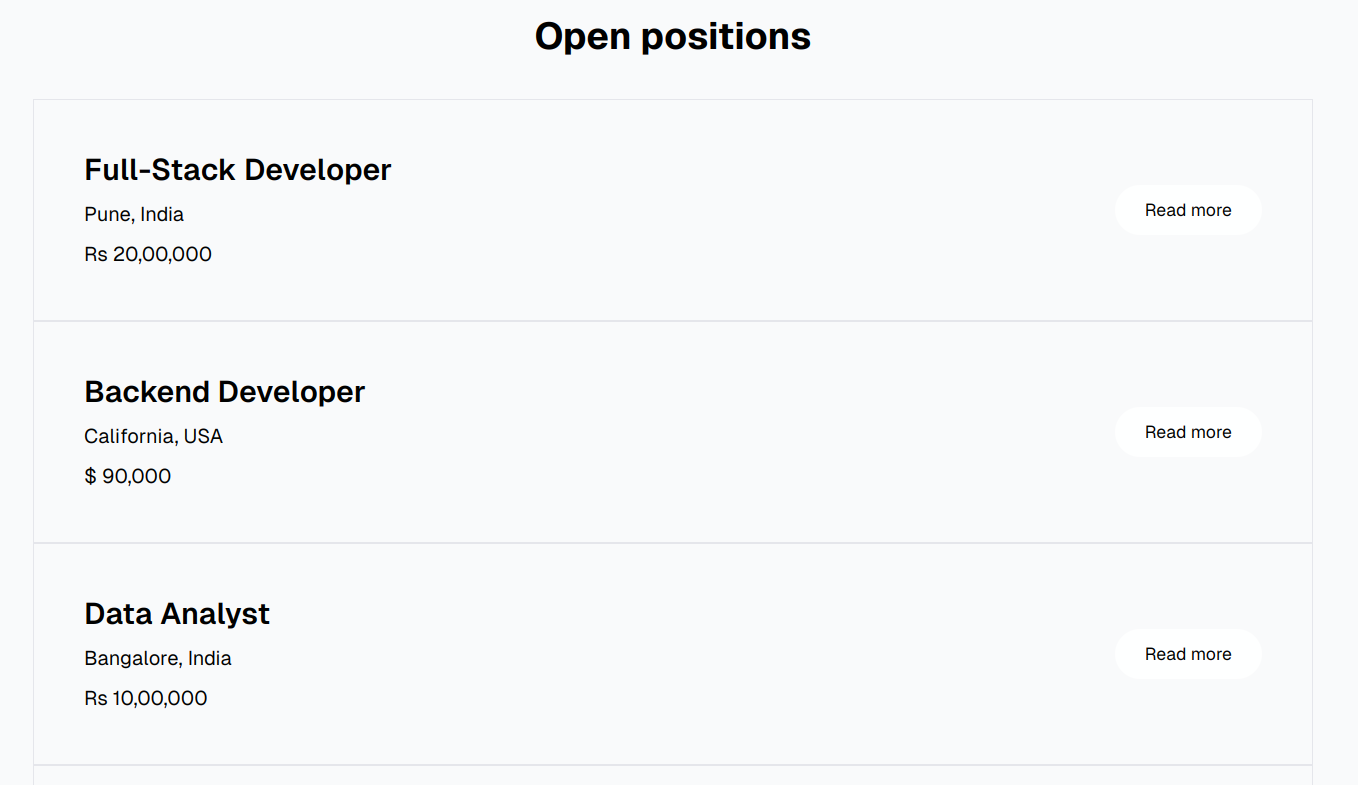 Open positions
Full-Stack Developer
Pune, India
Rs 20,00,000
Read more
Backend Developer
California, USA
$ 90,000
Read more
Data Analyst
Bangalore, India
Rs 10,00,000
Read more